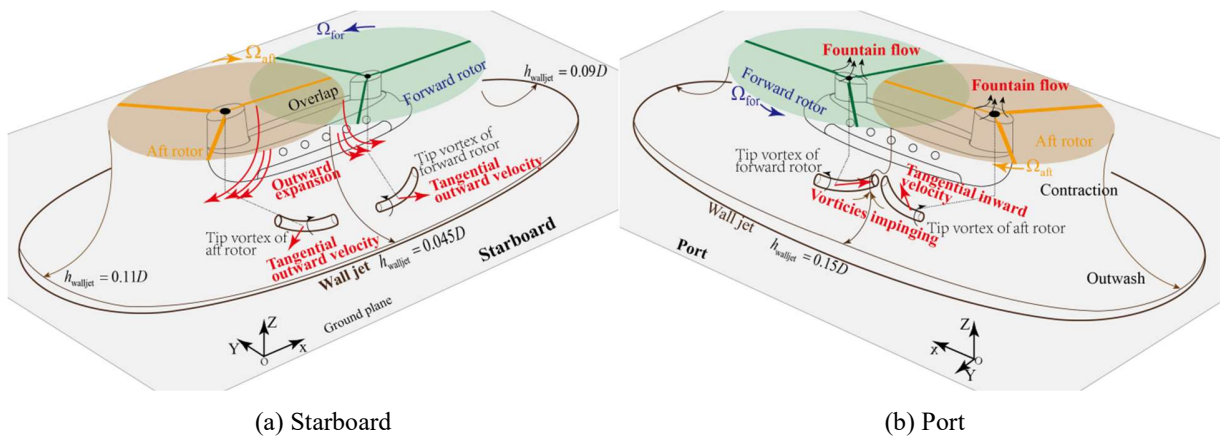 Ω_for
Ω_aft
h_walljet = 0.09D
Overlap
Forward rotor
Aft rotor
Outward
expansion
Tip vortex of
forward rotor
Tangential
outward velocity
Tip vortex of
aft rotor
Tangential
outward velocity
h_walljet = 0.11D
Wall jet
h_walljet = 0.045D
Starboard
Ground plane
Z
Y
x
O
(a) Starboard
Fountain flow
Fountain flow
Forward rotor
Ω_for
Aft rotor
Ω_aft
Tip vortex of
forward rotor
Tangential inward
velocity
Vorticies impinging
Contraction
Tip vortex of aft rotor
Wall jet
h_walljet = 0.15D
Port
Outwash
Z
x
O
Y
(b) Port